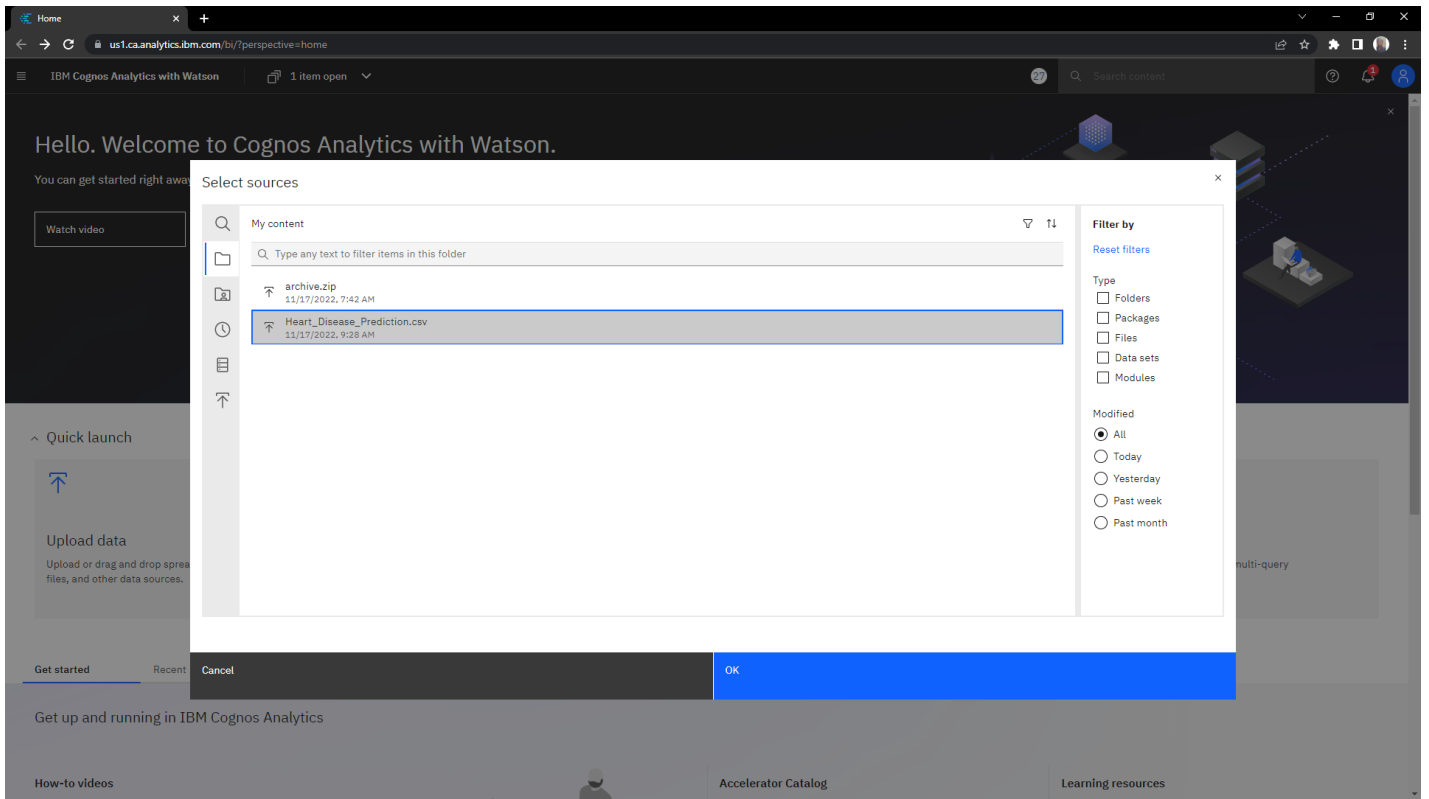 Home
us1.ca.analytics.ibm.com/bi/?perspective=home
IBM Cognos Analytics with Watson
1 item open
27
Search content
1
Hello. Welcome to Cognos Analytics with Watson.
You can get started right away
Watch video
Select sources
My content
Type any text to filter items in this folder
archive.zip
11/17/2022, 7:42 AM
Heart_Disease_Prediction.csv
11/17/2022, 9:28 AM
Filter by
Reset filters
Type
Folders
Packages
Files
Data sets
Modules
Modified
All
Today
Yesterday
Past week
Past month
Quick launch
Upload data
Upload or drag and drop sprea
files, and other data sources.
multi-query
Cancel
OK
Get started
Recent
Get up and running in IBM Cognos Analytics
How-to videos
Accelerator Catalog
Learning resources